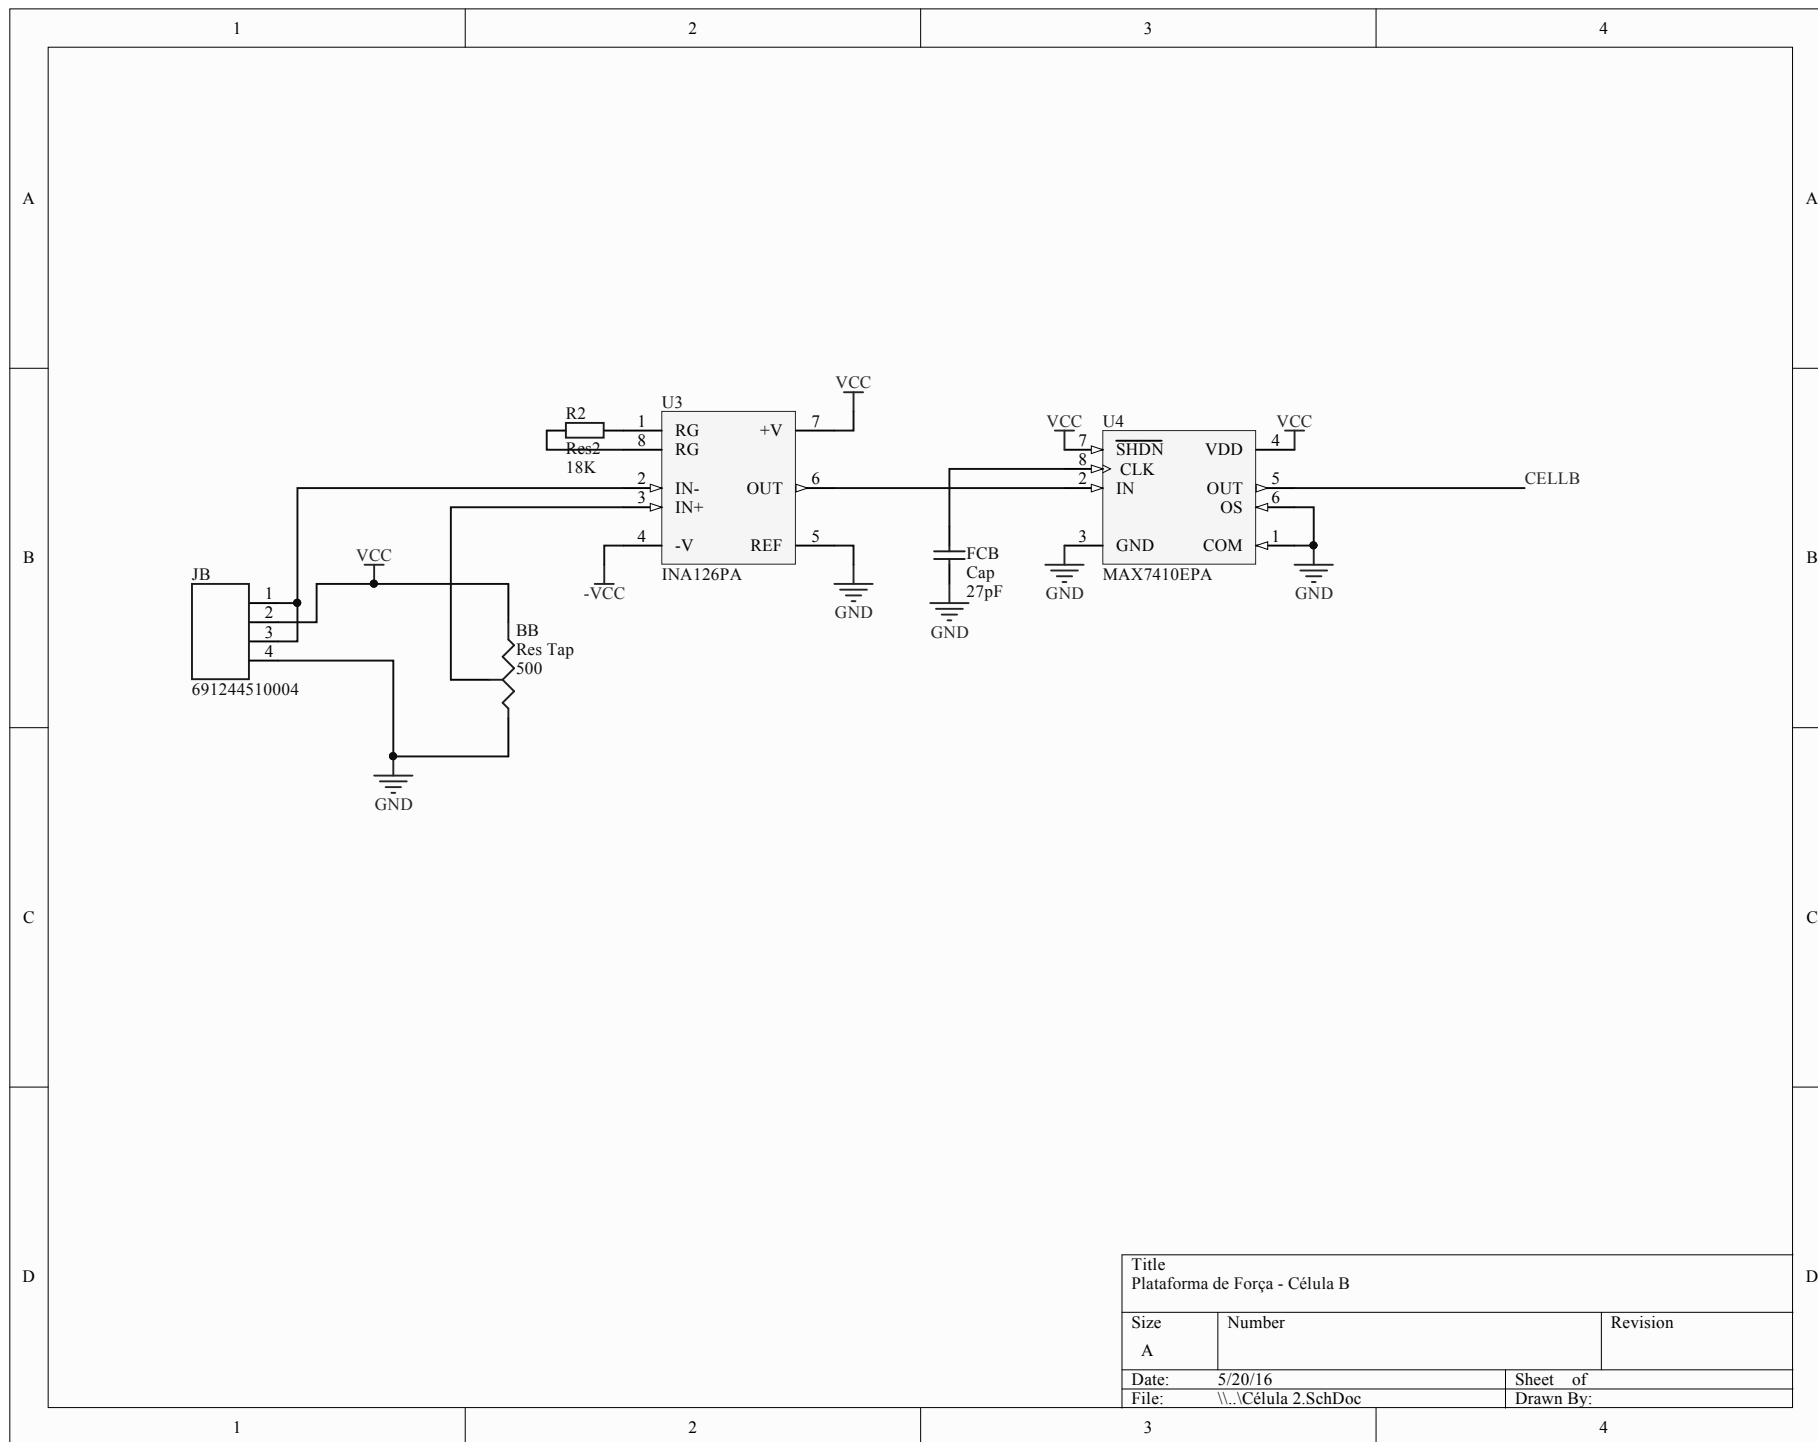 1 2 3 4
A A
VCC
U3
R2
1 RG +V 7
8 RG
Res2
18K
2 IN- OUT 6
3 IN+
4 -V REF 5
INA126PA
-VCC
GND
VCC U4 VCC
7 SHDN VDD 4
8 CLK
2 IN OUT 5 CELLB
OS 6
3 GND COM 1
MAX7410EPA
GND GND
FCB
Cap
27pF
GND
B B
VCC
JB
1
2
3
4
691244510004
BB
Res Tap
500
GND
C C
D D
Title
Plataforma de Força - Célula B
Size Number Revision
A
Date: 5/20/16 Sheet of
File: \\..\Célula 2.SchDoc Drawn By:
1 2 3 4